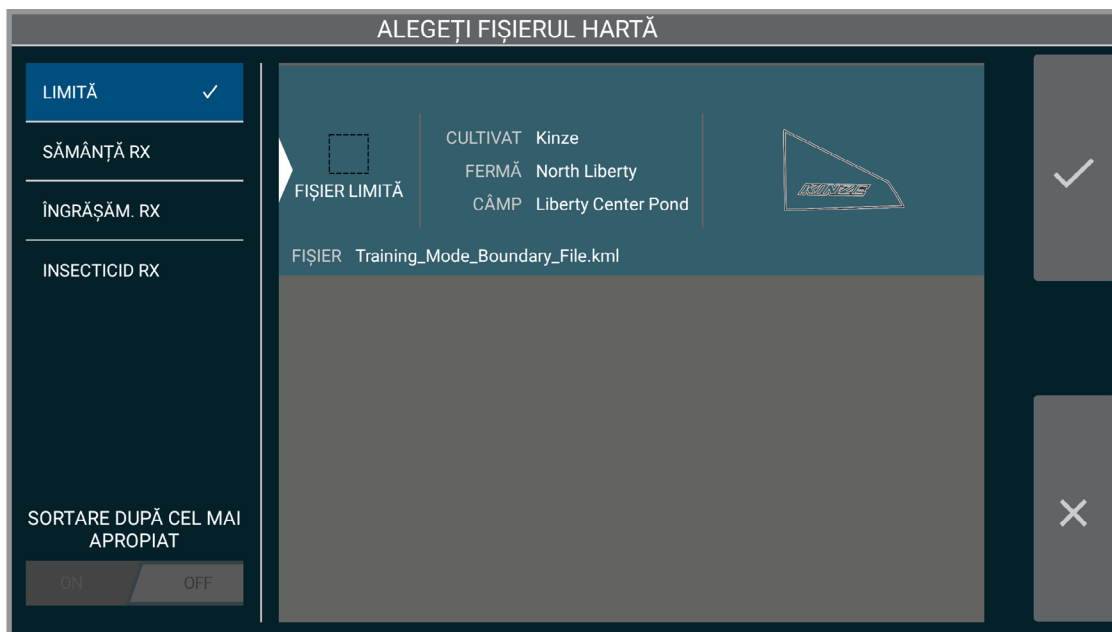 ALEGEȚI FIȘIERUL HARTĂ
LIMITĂ
SĂMÂNȚĂ RX
ÎNGRĂȘĂM. RX
INSECTICID RX
SORTARE DUPĂ CEL MAI
APROPIAT
ON OFF
FIȘIER LIMITĂ
CULTIVAT Kinze
FERMĂ North Liberty
CÂMP Liberty Center Pond
KINZE
FIȘIER Training_Mode_Boundary_File.kml